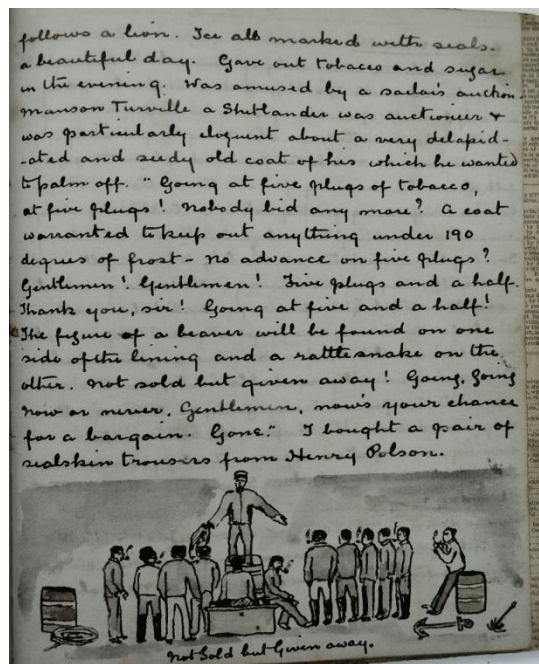 follows a lion. Ice all marked with seals.
a beautiful day. Gave out tobacco and sugar
in the evening. Was amused by a sailor's auction.
Manson Turville a Shetlander was auctioneer &
was particularly eloquent about a very delapid-
-ated and seedy old coat of his which he wanted
to palm off. "Going at five plugs of tobacco,
at five plugs! Nobody bid any more? A coat
warranted to keep out anything under 190
degrees of frost - no advance on five plugs?
Gentlemen! Gentlemen! Five plugs and a half.
Thank you, sir! Going at five and a half!
The figure of a beaver will be found on one
side of the lining and a rattlesnake on the
other. Not sold but given away! Going, Going
now or never, Gentlemen, now's your chance
for a bargain. Gone." I bought a pair of
sealskin trousers from Henry Polson.
Not Sold but Given away.